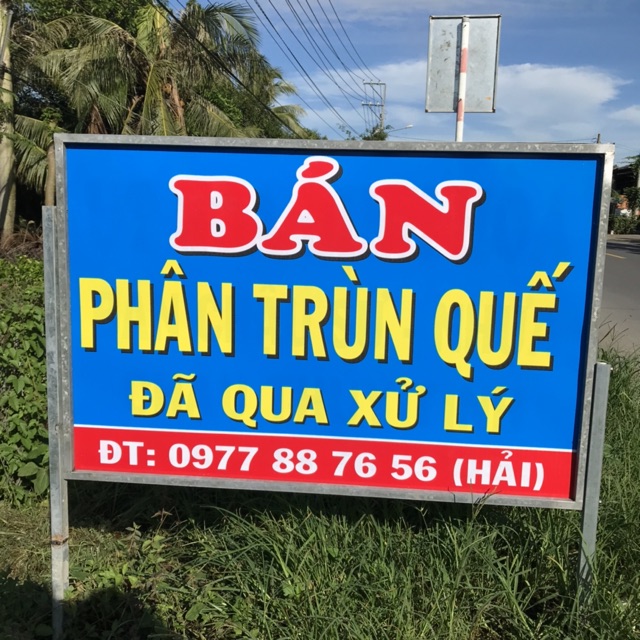 BÁN
PHÂN TRÙN QUẾ
ĐÃ QUA XỬ LÝ
ĐT: 0977 88 76 56 (HẢI)